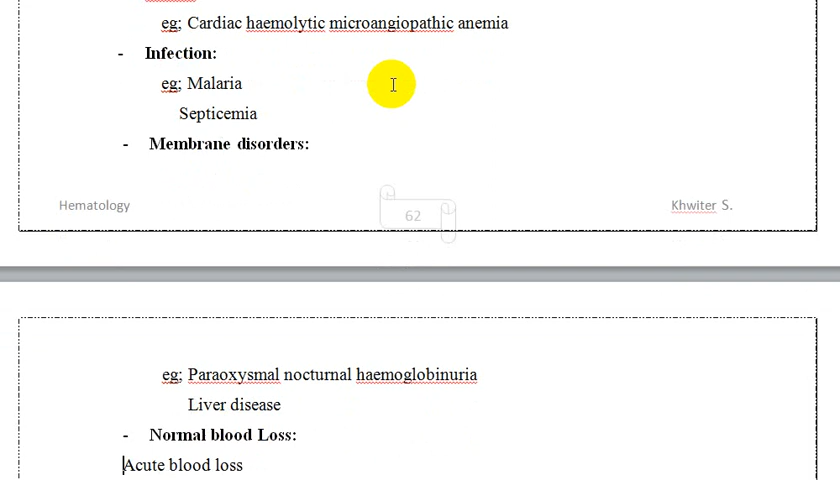 eg; Cardiac haemolytic microangiopathic anemia
- Infection:
eg; Malaria
Septicemia
- Membrane disorders:
Hematology 62 Khwiter S.
eg; Paraoxysmal nocturnal haemoglobinuria
Liver disease
- Normal blood Loss:
Acute blood loss